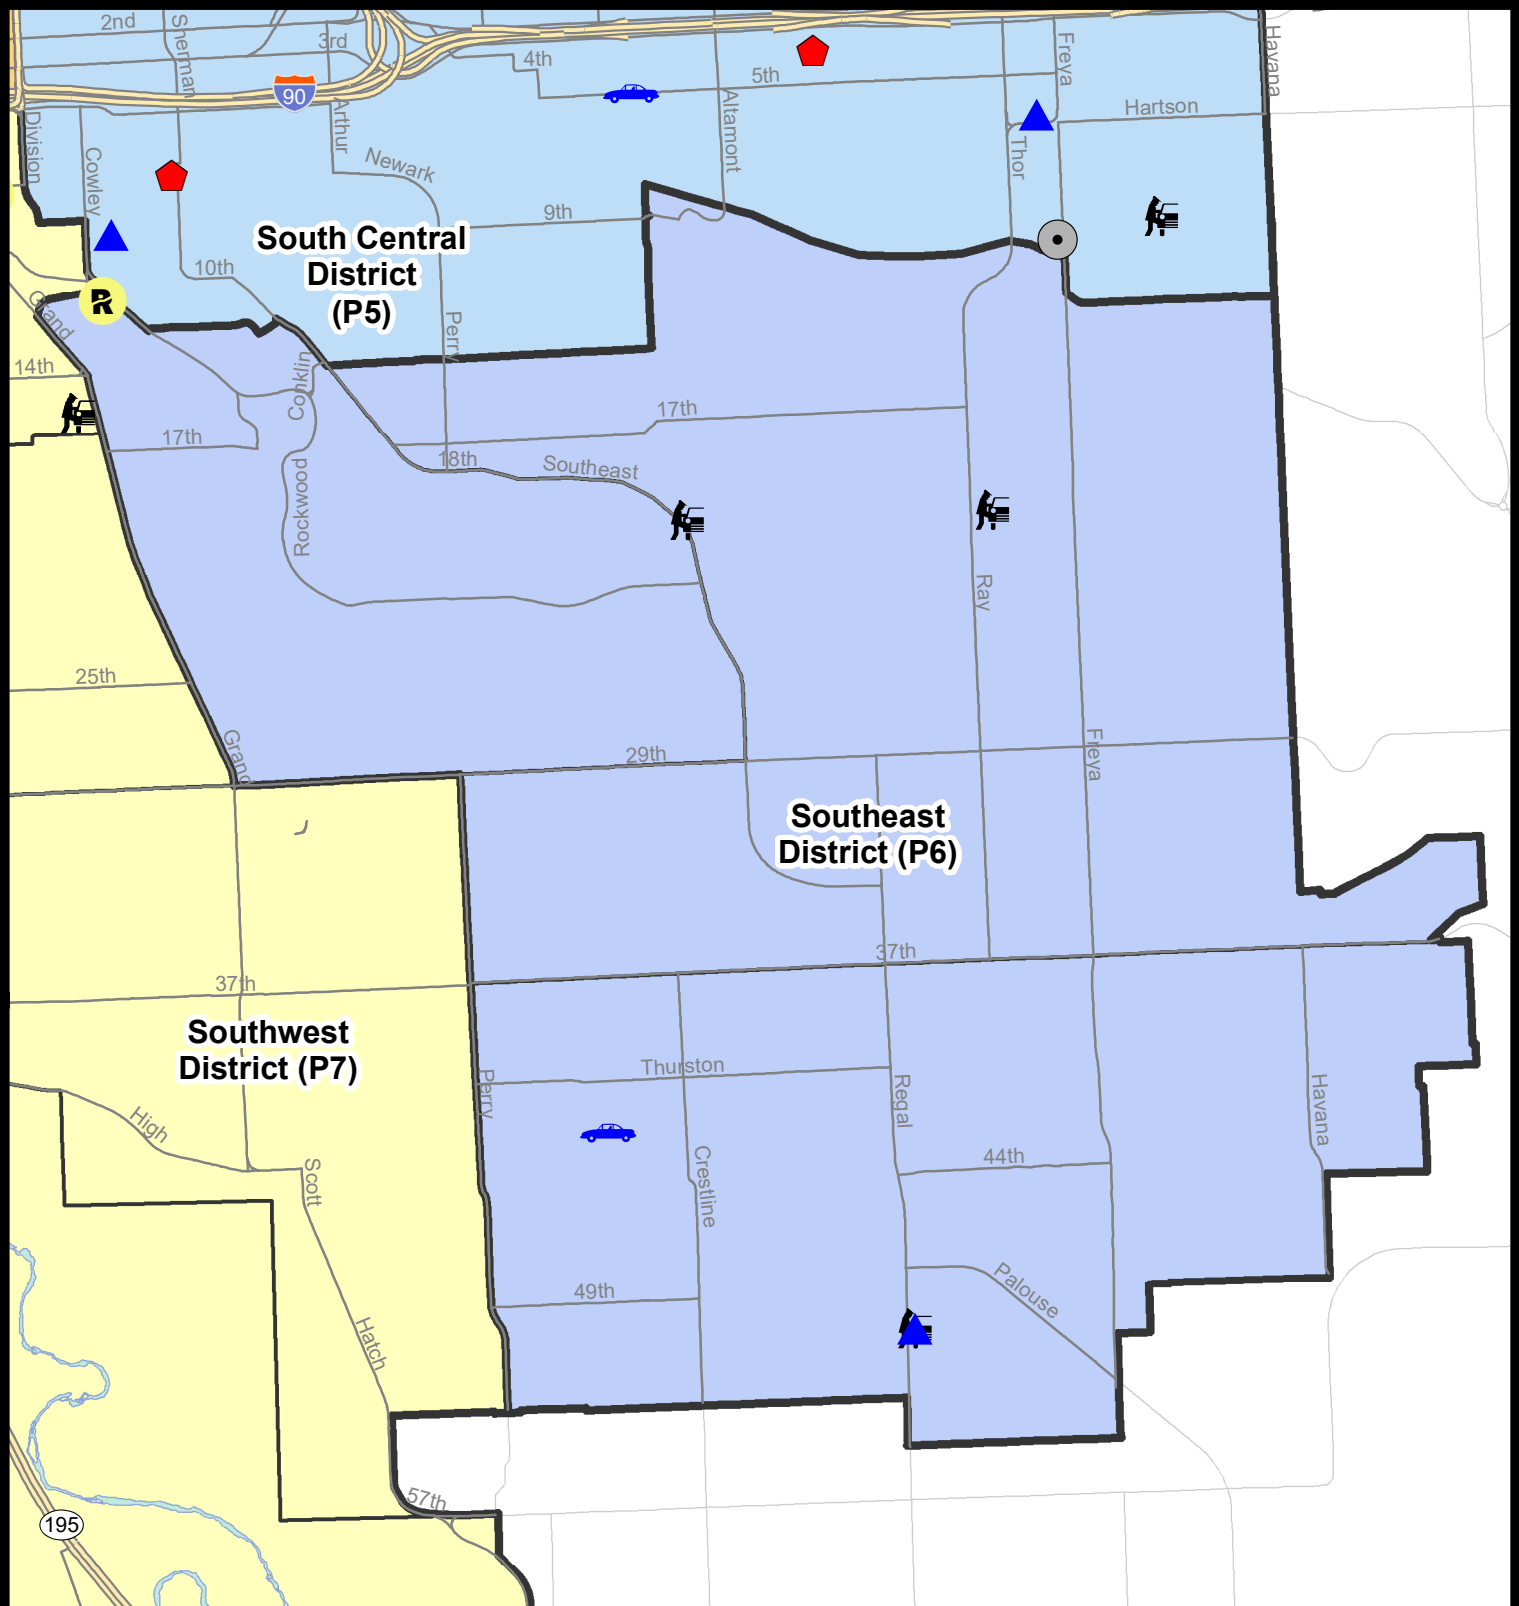 2nd
Sherman
3rd
4th
5th
Freya
Havana
90
Arthur
Altamont
Hartson
Division
Cowley
Newark
Thor
9th
South Central
District
(P5)
10th
R
Grand
Perry
14th
Conklin
17th
17th
18th
Southeast
Rockwood
Ray
25th
Grand
29th
Freya
Southeast
District (P6)
37th
37th
Southwest
District (P7)
Thurston
Perry
Regal
Havana
High
44th
Scott
Crestline
49th
Palouse
Hatch
57th
195